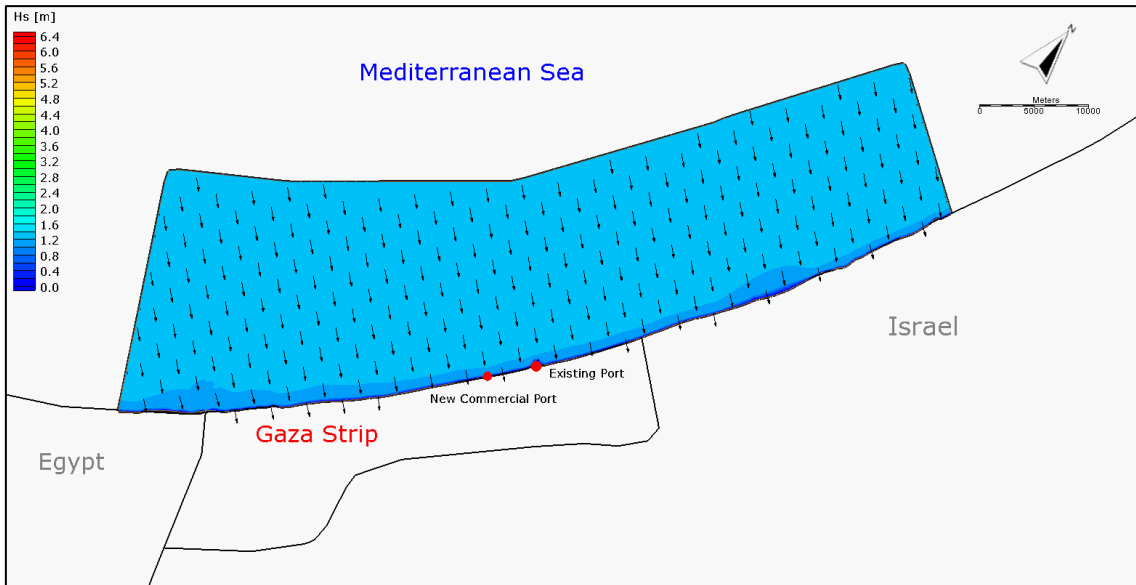 Hs [m]
6.4
6.0
5.6
5.2
4.8
4.4
4.0
3.6
3.2
2.8
2.4
2.0
1.6
1.2
0.8
0.4
0.0
Mediterranean Sea
N
Meters
0 5000 10000
Israel
Existing Port
New Commercial Port
Gaza Strip
Egypt